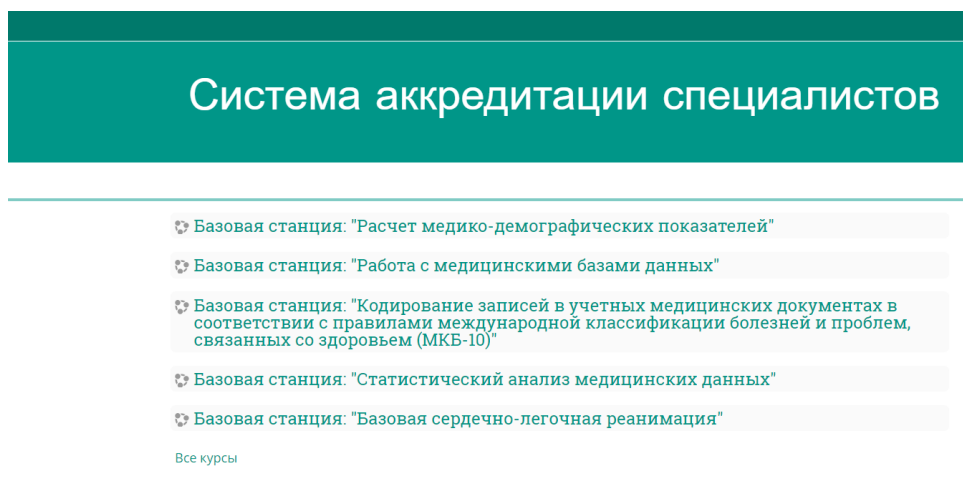 Система аккредитации специалистов
Базовая станция: "Расчет медико-демографических показателей"
Базовая станция: "Работа с медицинскими базами данных"
Базовая станция: "Кодирование записей в учетных медицинских документах в
соответствии с правилами международной классификации болезней и проблем,
связанных со здоровьем (МКБ-10)"
Базовая станция: "Статистический анализ медицинских данных"
Базовая станция: "Базовая сердечно-легочная реанимация"
Все курсы